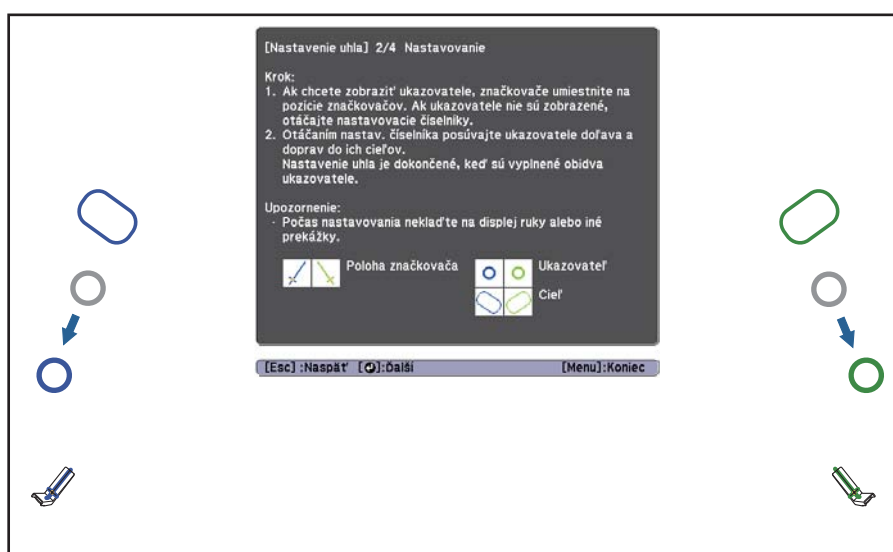 [Nastavenie uhla] 2/4 Nastavovanie
Krok:
1. Ak chcete zobraziť ukazovatele, značkovače umiestnite na
pozície značkovačov. Ak ukazovatele nie sú zobrazené,
otáčajte nastavovacie číselníky.
2. Otáčaním nastav. číselníka posúvajte ukazovatele doľava a
doprav do ich cieľov.
Nastavenie uhla je dokončené, keď sú vyplnené obidva
ukazovatele.
Upozornenie:
- Počas nastavovania neklaďte na displej ruky alebo iné
prekážky.
Poloha značkovača
Ukazovateľ
Cieľ
[Esc] :Naspäť [ ]:Ďalší [Menu]:Koniec